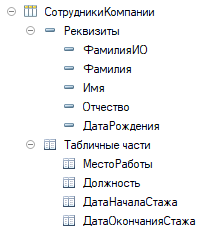 СотрудникиКомпании
Реквизиты
ФамилияИО
Фамилия
Имя
Отчество
ДатаРождения
Табличные части
МестоРаботы
Должность
ДатаНачалаСтажа
ДатаОкончанияСтажа